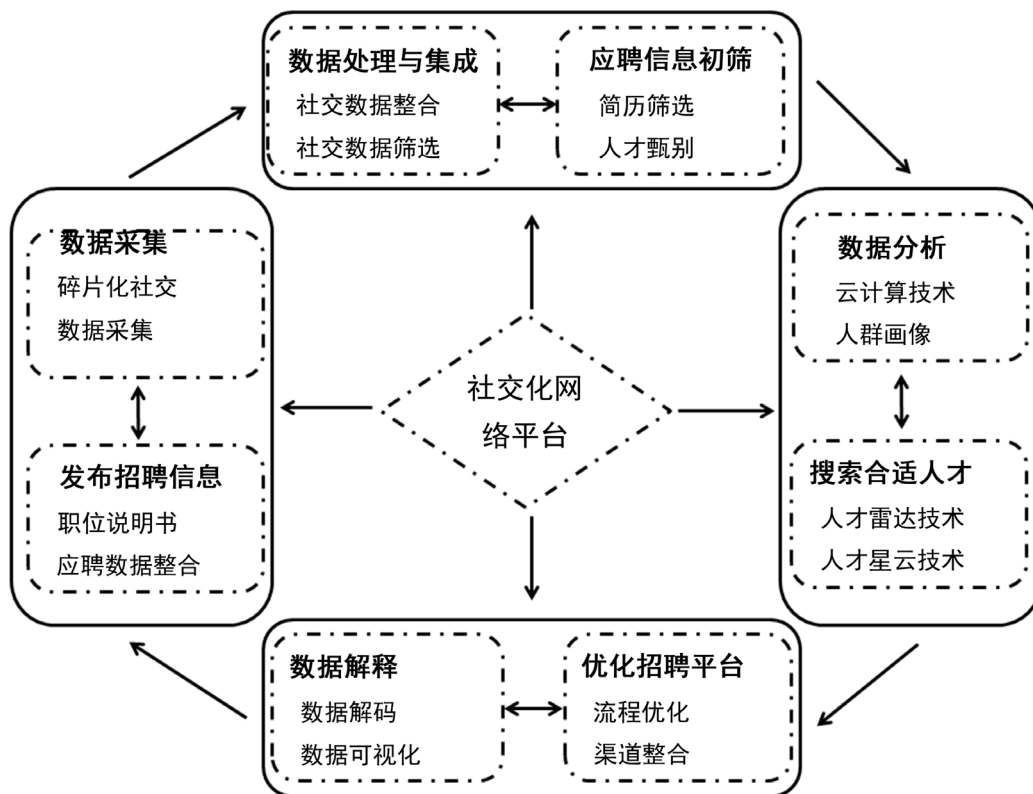 数据处理与集成
社交数据整合
社交数据筛选
应聘信息初筛
简历筛选
人才甄别
数据采集
碎片化社交
数据采集
发布招聘信息
职位说明书
应聘数据整合
社交化网
络平台
数据分析
云计算技术
人群画像
搜索合适人才
人才雷达技术
人才星云技术
数据解释
数据解码
数据可视化
优化招聘平台
流程优化
渠道整合